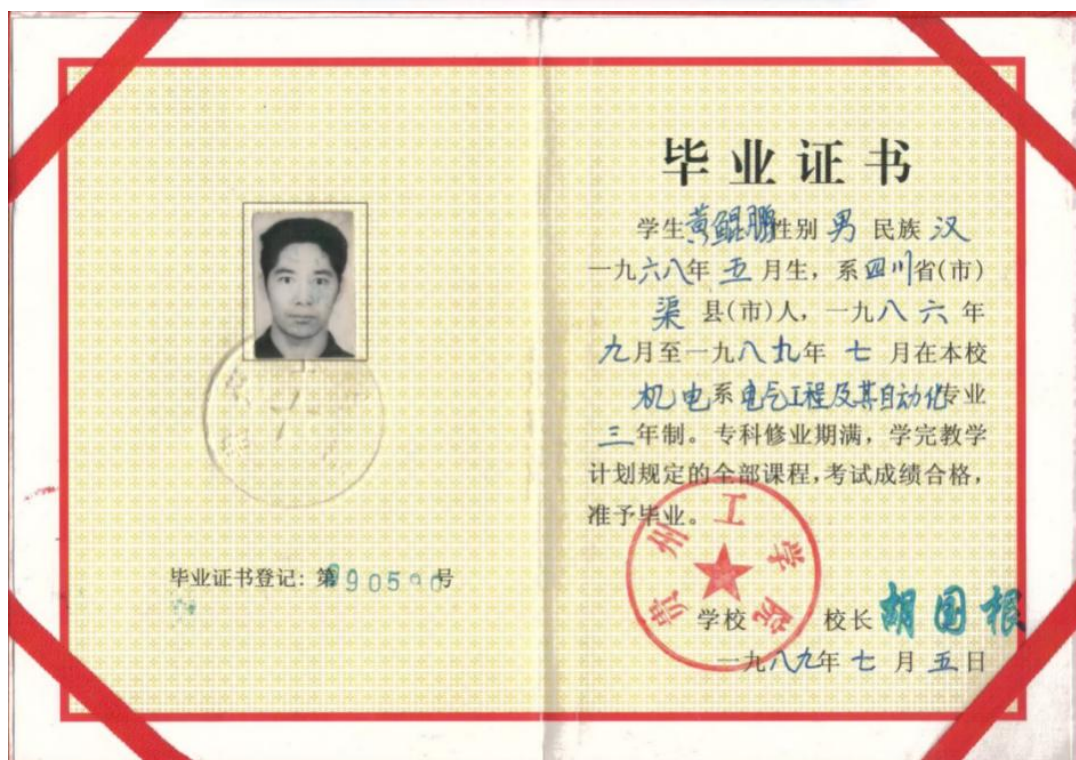 毕业证书登记: 第890590号
毕业证书
学生黄鲲鹏性别 男 民族 汉
一九六八年 五 月生，系四川省(市)
渠 县(市)人，一九八六年
九月至一九八九年 七 月在本校
机电系 电气工程及其自动化专业
三年制。专科修业期满，学完教学
计划规定的全部课程，考试成绩合格，
准予毕业。
贵州工学院
学校 校长 胡国根
一九八九年 七 月 五日